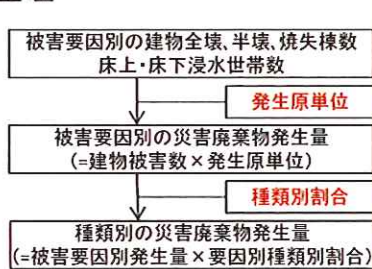 被害要因別の建物全壊、半壊、焼失棟数
床上・床下浸水世帯数
発生原単位
被害要因別の災害廃棄物発生量
(=建物被害数×発生原単位)
種類別割合
種類別の災害廃棄物発生量
(=被害要因別発生量×要因別種類別割合)